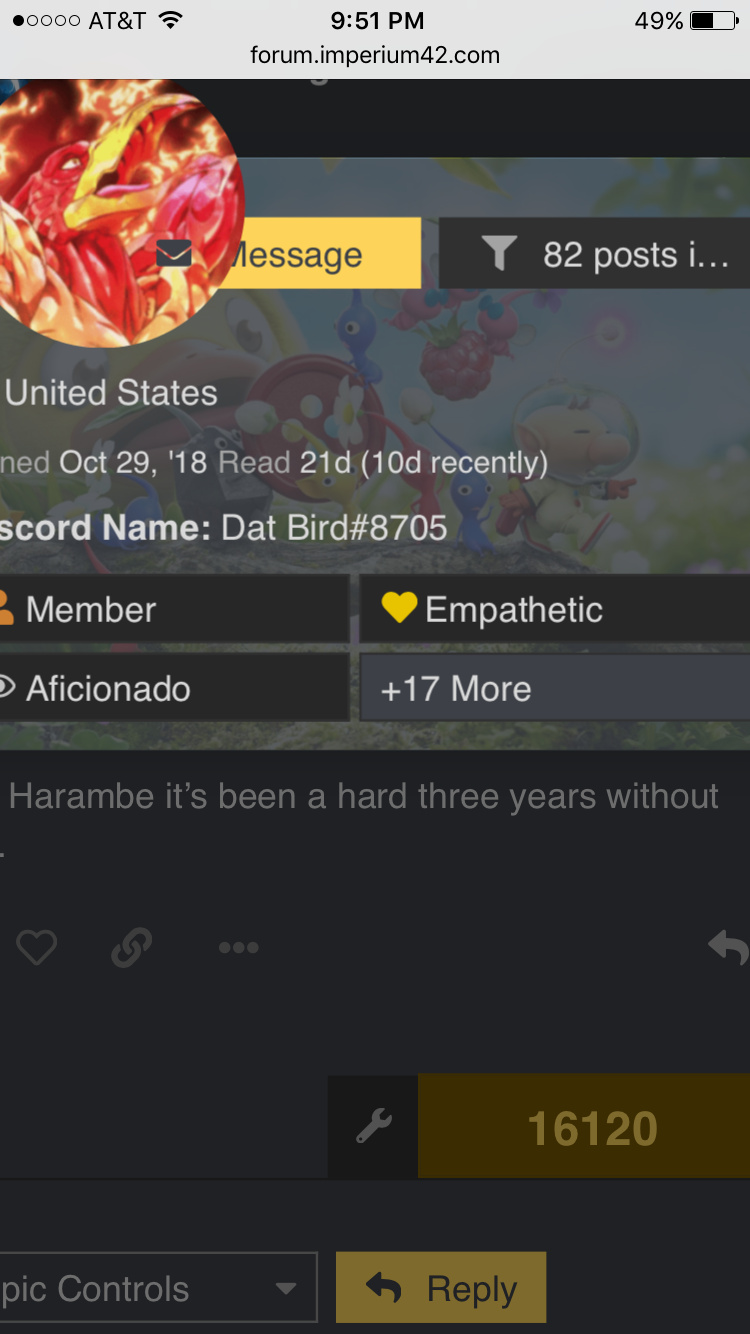 AT&T 9:51 PM 49%
forum.imperium42.com
Message 82 posts i...
United States
ned Oct 29, '18 Read 21d (10d recently)
scord Name: Dat Bird#8705
Member Empathetic
Aficionado +17 More
Harambe it’s been a hard three years without
.
16120
pic Controls Reply